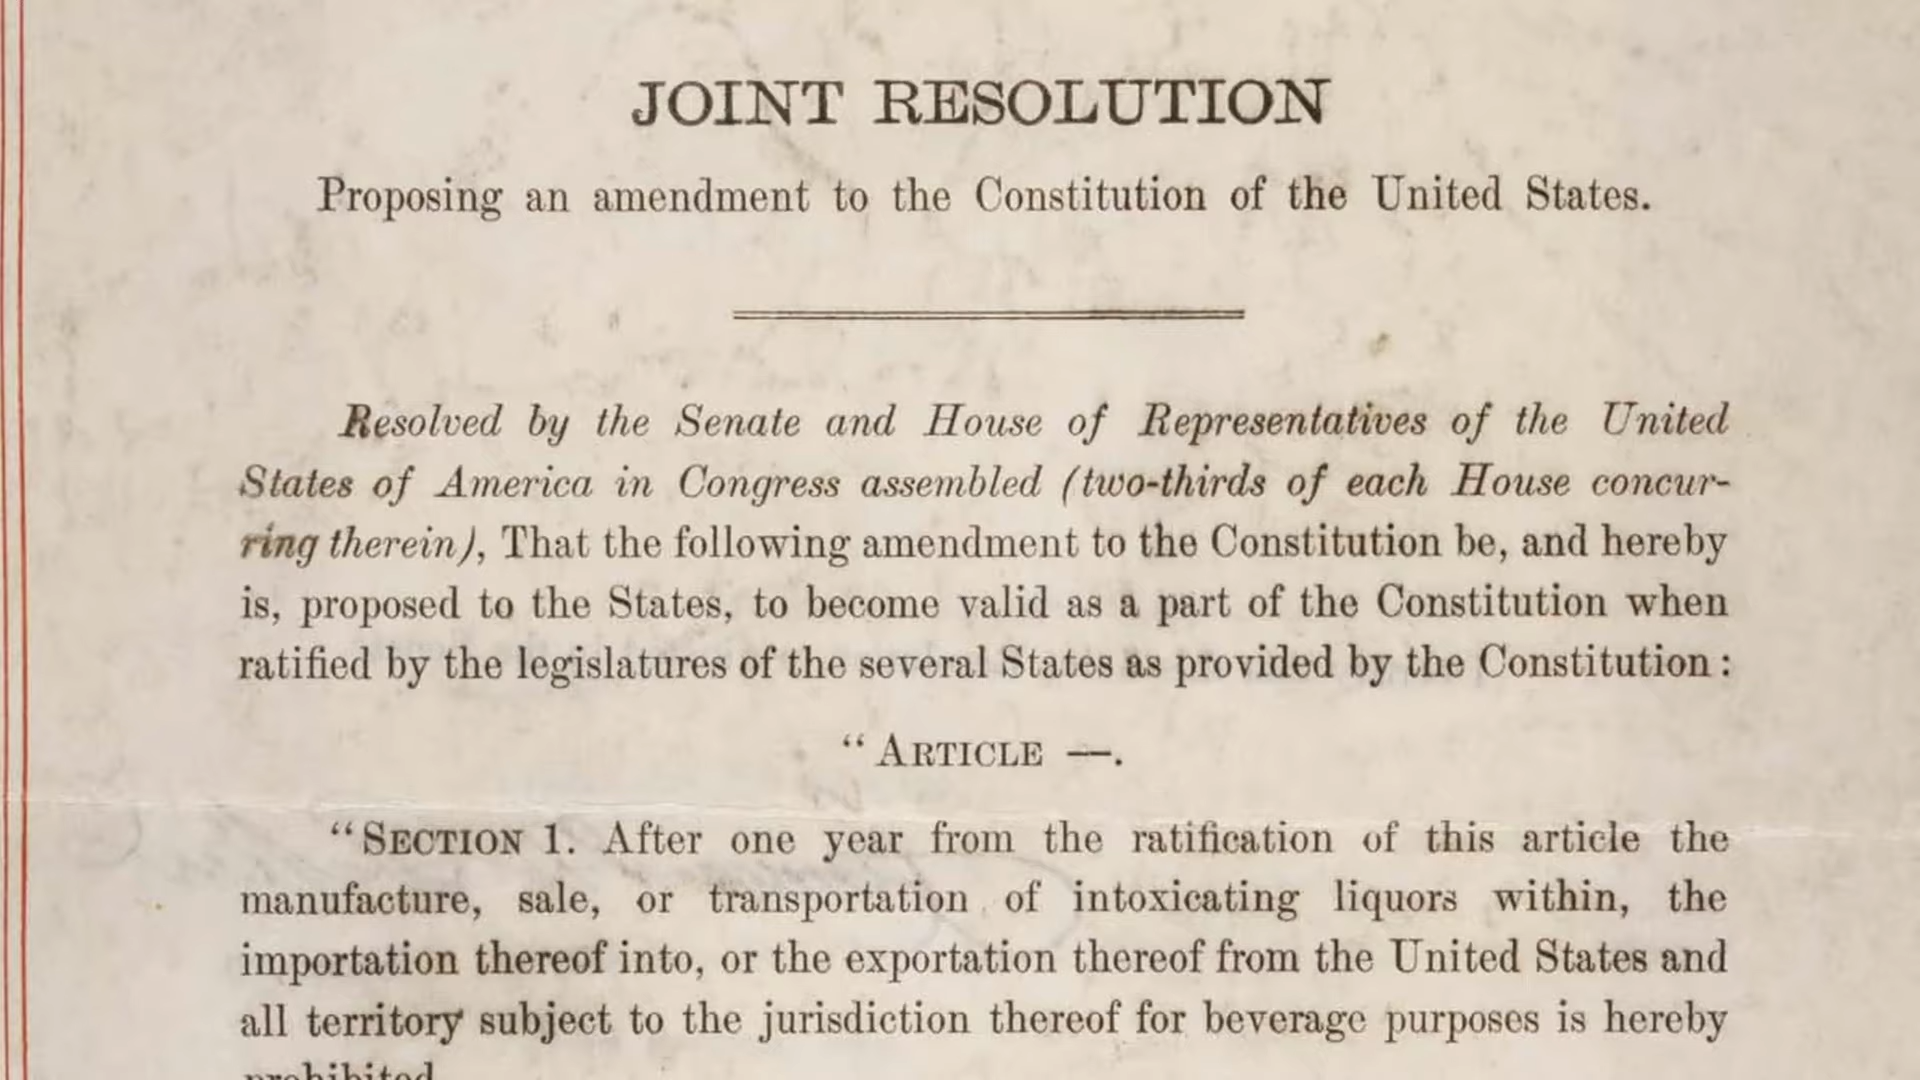 JOINT RESOLUTION
Proposing an amendment to the Constitution of the United States.
Resolved by the Senate and House of Representatives of the United
States of America in Congress assembled (two-thirds of each House concur-
ring therein), That the following amendment to the Constitution be, and hereby
is, proposed to the States, to become valid as a part of the Constitution when
ratified by the legislatures of the several States as provided by the Constitution:
“ARTICLE —.
“SECTION 1. After one year from the ratification of this article the
manufacture, sale, or transportation of intoxicating liquors within, the
importation thereof into, or the exportation thereof from the United States and
all territory subject to the jurisdiction thereof for beverage purposes is hereby
prohibited